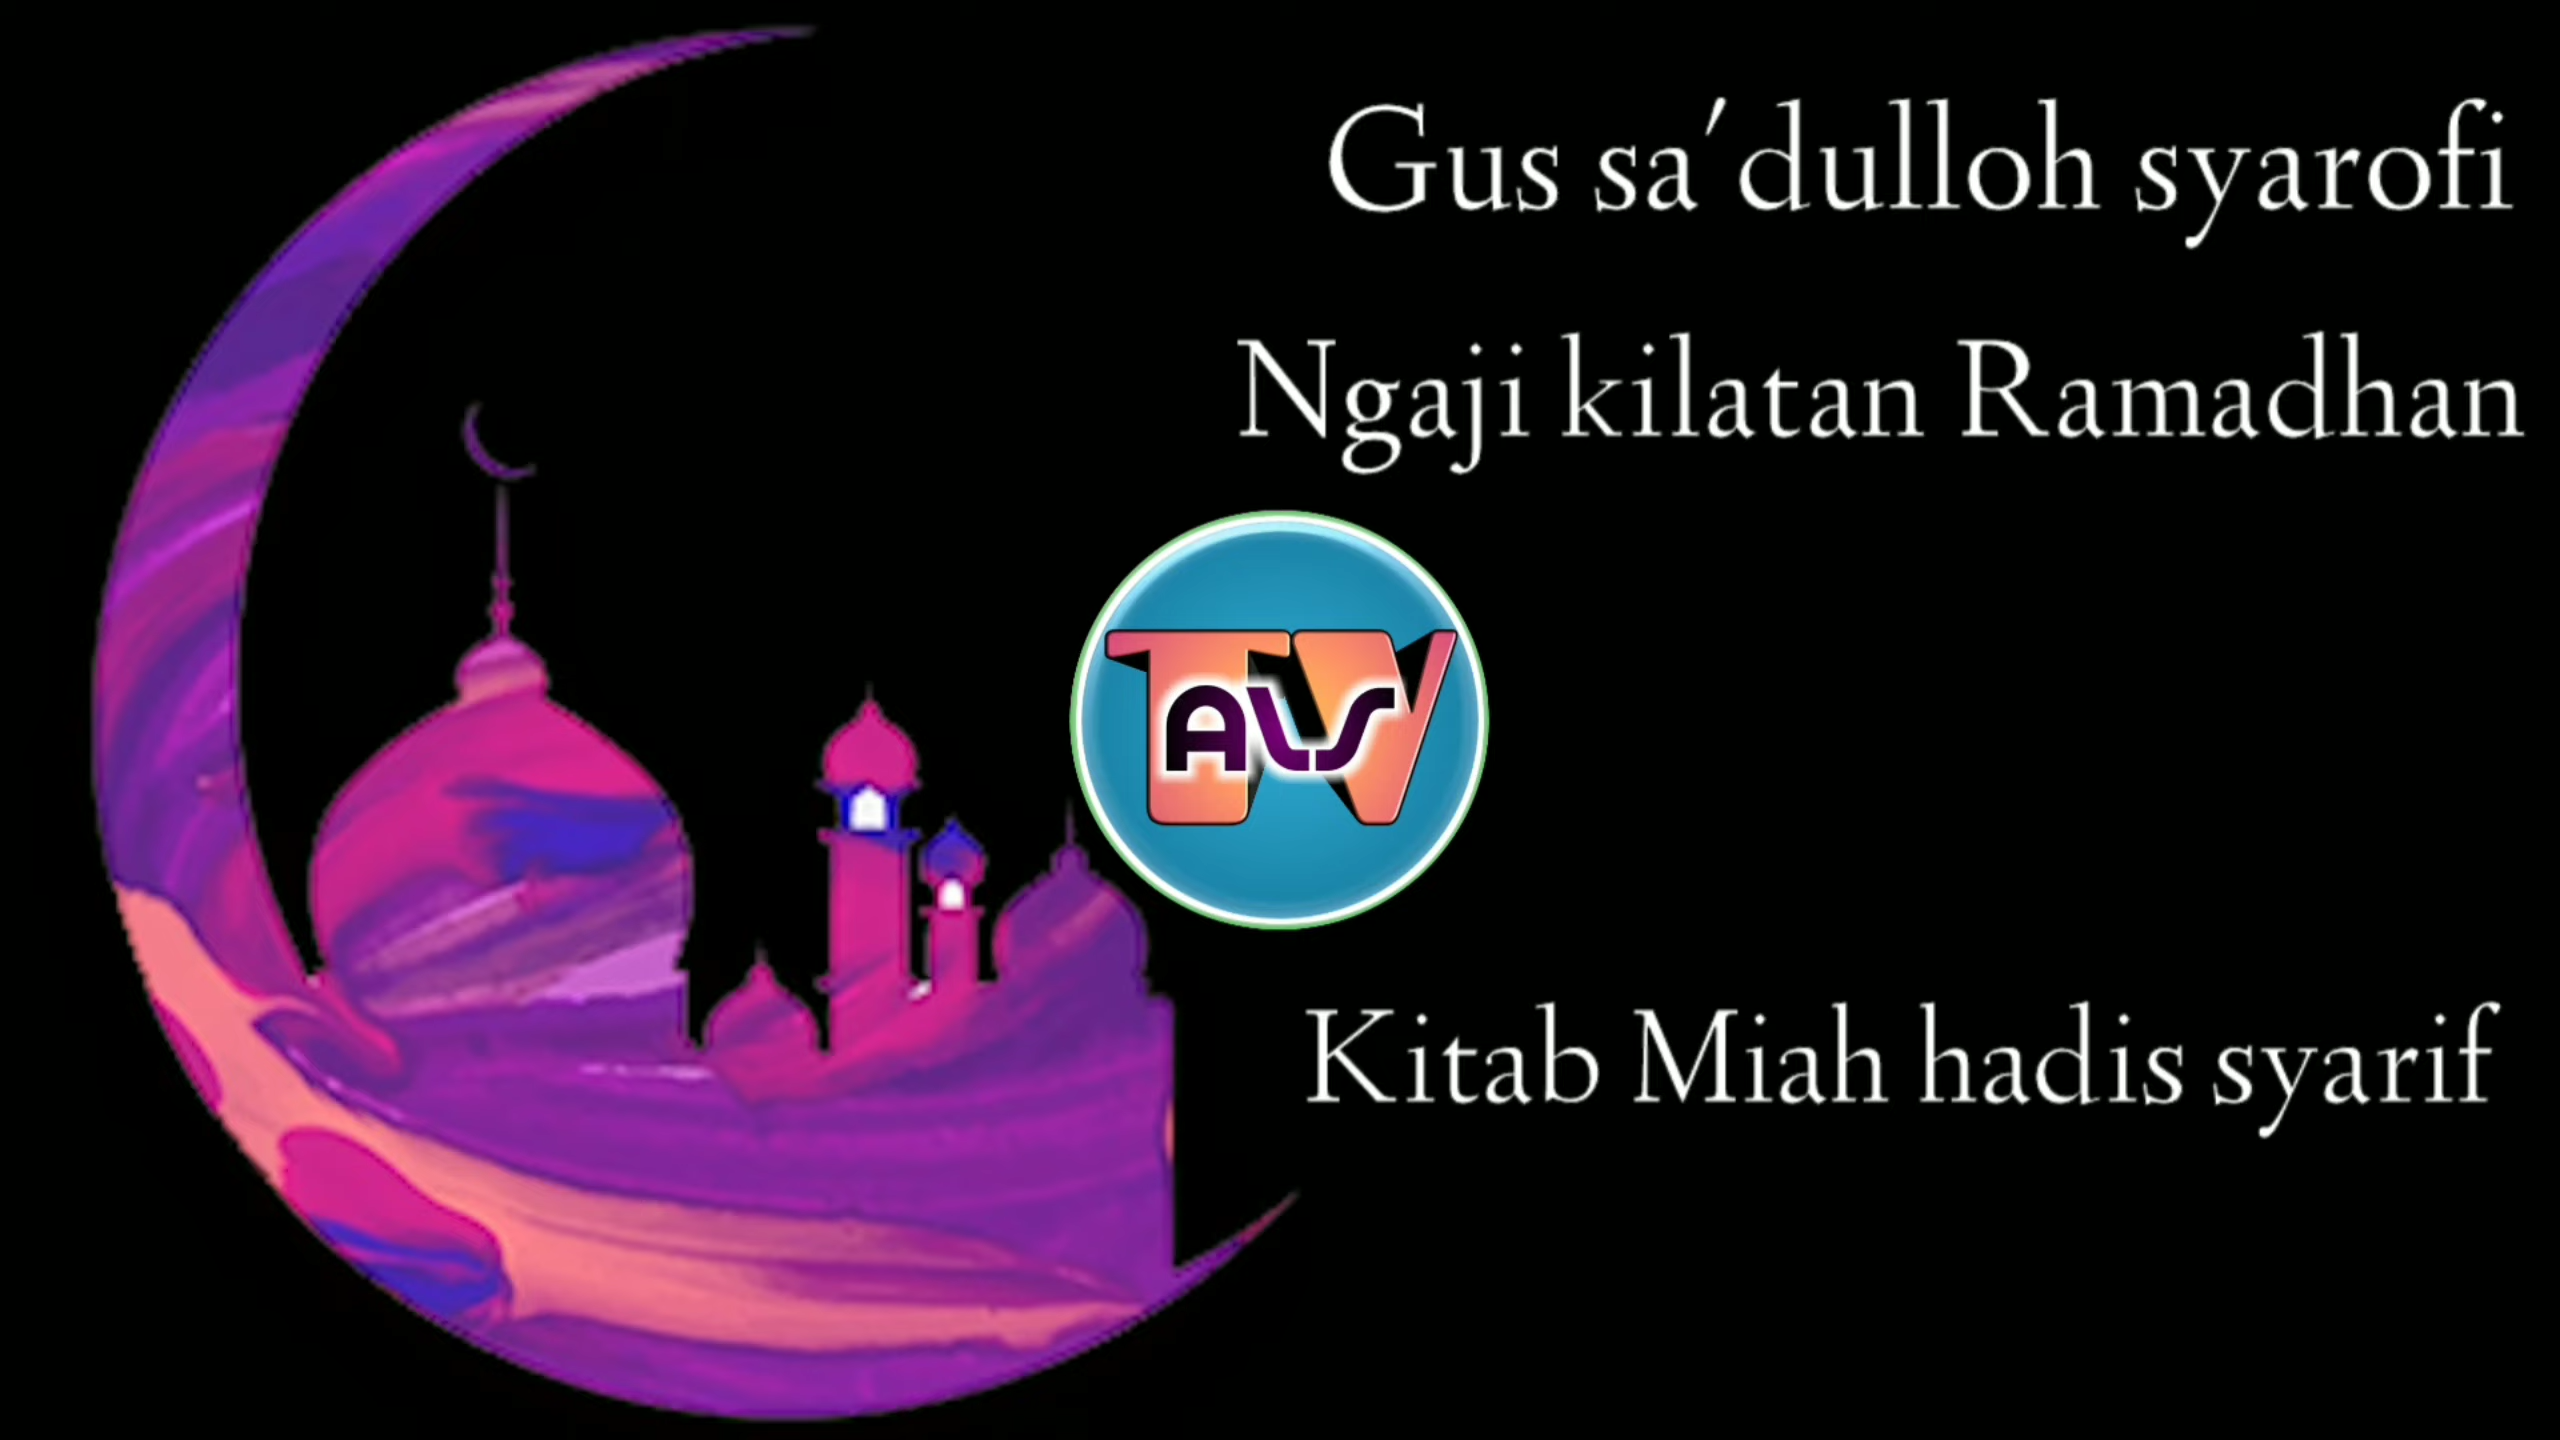 Gus sa'dulloh syarofi
Ngaji kilatan Ramadhan
TV
ALS
Kitab Miah hadis syarif